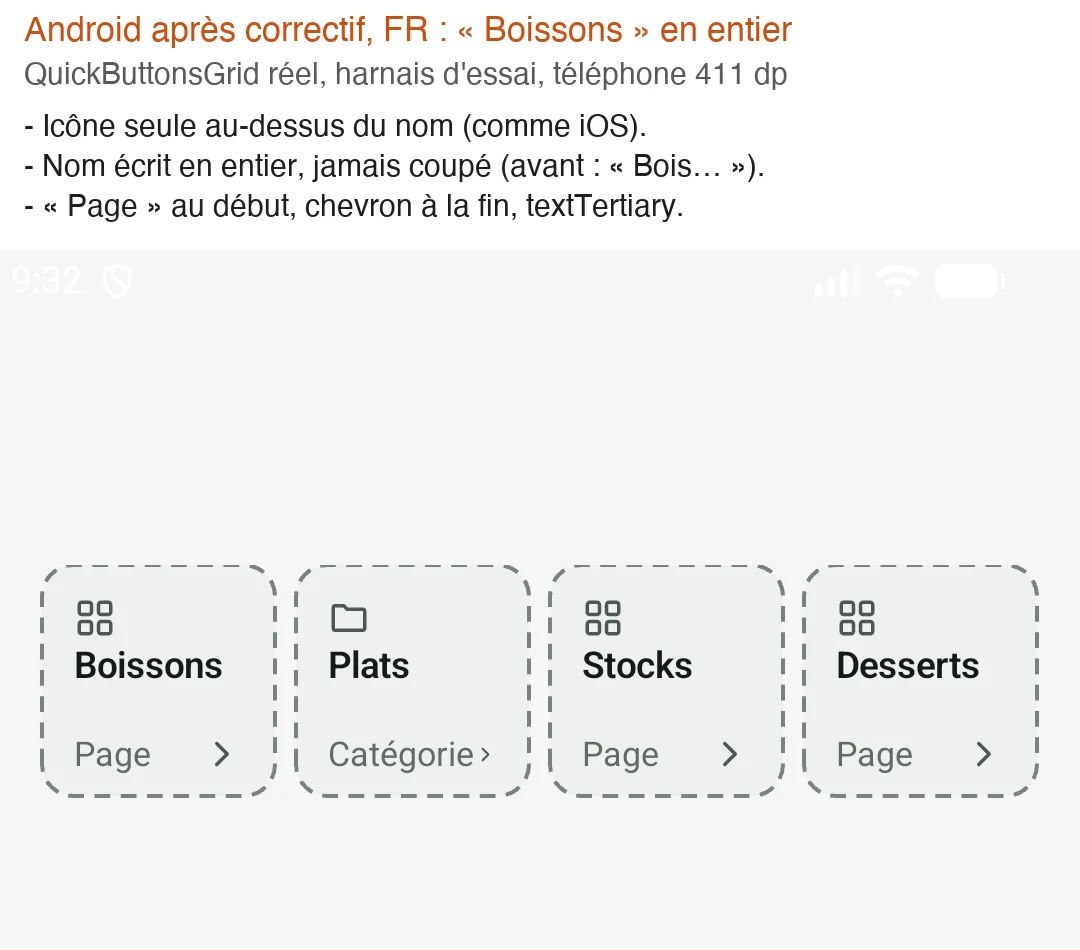 Android après correctif, FR : « Boissons » en entier
QuickButtonsGrid réel, harnais d'essai, téléphone 411 dp
- Icône seule au-dessus du nom (comme iOS).
- Nom écrit en entier, jamais coupé (avant : « Bois… »).
- « Page » au début, chevron à la fin, textTertiary.
9:32
Boissons Plats Stocks Desserts
Page Catégorie Page Page